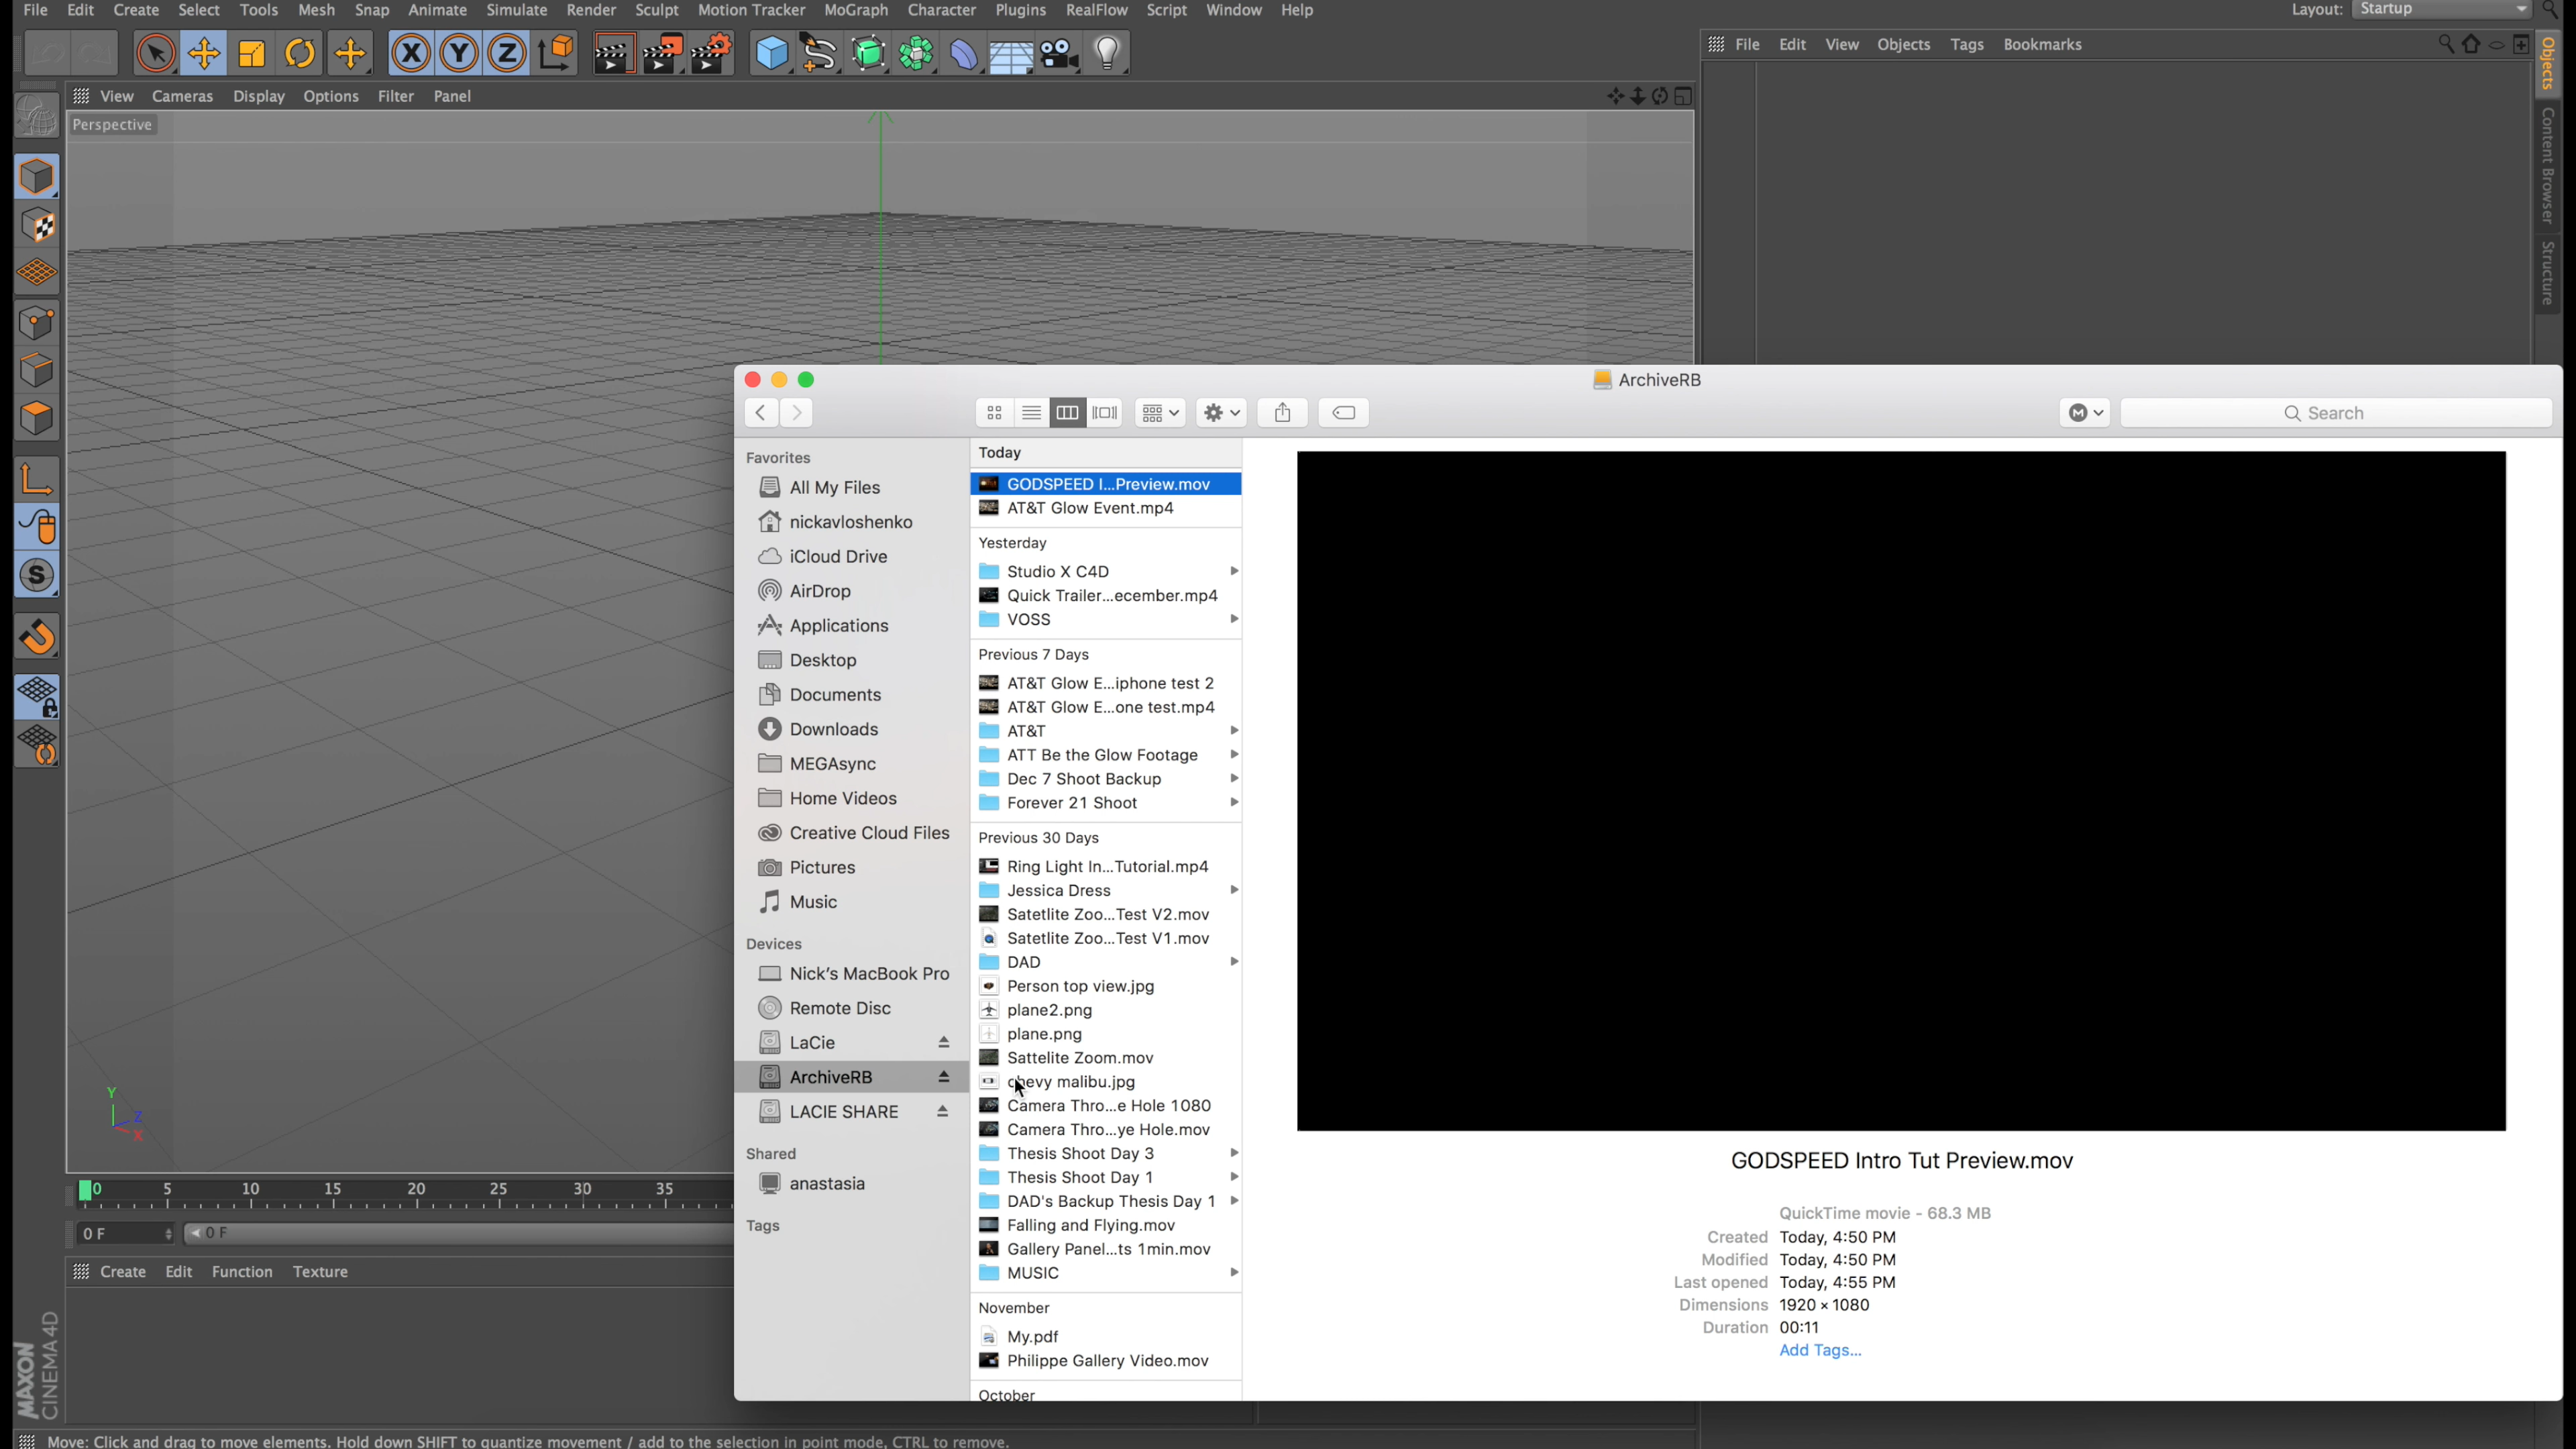 File Edit Create Select Tools Mesh Snap Animate Simulate Render Sculpt Motion Tracker MoGraph Character Plugins RealFlow Script Window Help
Layout: Startup
File Edit View Objects Tags Bookmarks
Objects
Content Browser
Structure
View Cameras Display Options Filter Panel
Perspective
X Y Z
S
Y
Z
X
0 5 10 15 20 25 30 35
0 F
0 F
Create Edit Function Texture
MAXON
CINEMA 4D
Move: Click and drag to move elements. Hold down SHIFT to quantize movement / add to the selection in point mode, CTRL to remove.
ArchiveRB
M
Search
Favorites
All My Files
nickavloshenko
iCloud Drive
AirDrop
Applications
Desktop
Documents
Downloads
MEGAsync
Home Videos
Creative Cloud Files
Pictures
Music
Devices
Nick's MacBook Pro
Remote Disc
LaCie
ArchiveRB
LACIE SHARE
Shared
anastasia
Tags
Today
GODSPEED I...Preview.mov
AT&T Glow Event.mp4
Yesterday
Studio X C4D
Quick Trailer...ecember.mp4
VOSS
Previous 7 Days
AT&T Glow E...iphone test 2
AT&T Glow E...one test.mp4
AT&T
ATT Be the Glow Footage
Dec 7 Shoot Backup
Forever 21 Shoot
Previous 30 Days
Ring Light In...Tutorial.mp4
Jessica Dress
Satetlite Zoo...Test V2.mov
Satetlite Zoo...Test V1.mov
DAD
Person top view.jpg
plane2.png
plane.png
Sattelite Zoom.mov
chevy malibu.jpg
Camera Thro...e Hole 1080
Camera Thro...ye Hole.mov
Thesis Shoot Day 3
Thesis Shoot Day 1
DAD's Backup Thesis Day 1
Falling and Flying.mov
Gallery Panel...ts 1min.mov
MUSIC
November
My.pdf
Philippe Gallery Video.mov
October
GODSPEED Intro Tut Preview.mov
QuickTime movie - 68.3 MB
Created Today, 4:50 PM
Modified Today, 4:50 PM
Last opened Today, 4:55 PM
Dimensions 1920 × 1080
Duration 00:11
Add Tags...